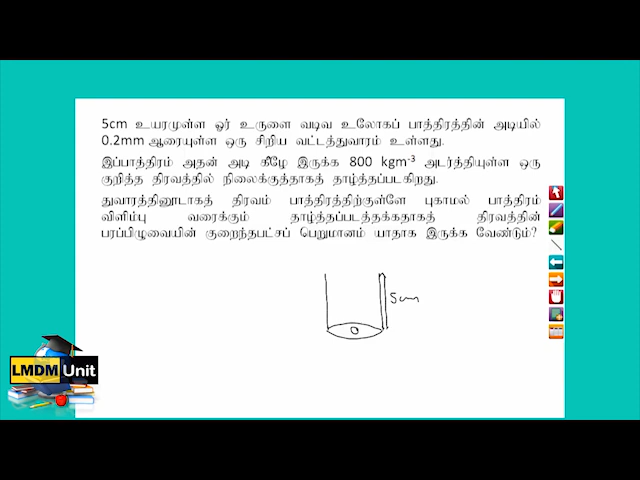 5cm உயரமுள்ள ஓர் உருளை வடிவ உலோகப் பாத்திரத்தின் அடியில்
0.2mm ஆரையுள்ள ஒரு சிறிய வட்டத்துவாரம் உள்ளது.
இப்பாத்திரம் அதன் அடி கீழே இருக்க 800 kgm-³ அடர்த்தியுள்ள ஒரு
குறித்த திரவத்தில் நிலைக்குத்தாகத் தாழ்த்தப்படகிறது.
துவாரத்தினூடாகத் திரவம் பாத்திரத்திற்குள்ளே புகாமல் பாத்திரம்
விளிம்பு வரைக்கும் தாழ்த்தப்படத்தக்கதாகத் திரவத்தின்
பரப்பிழுவையின் குறைந்தபட்சப் பெறுமானம் யாதாக இருக்க வேண்டும்?
5cm
LMDM Unit